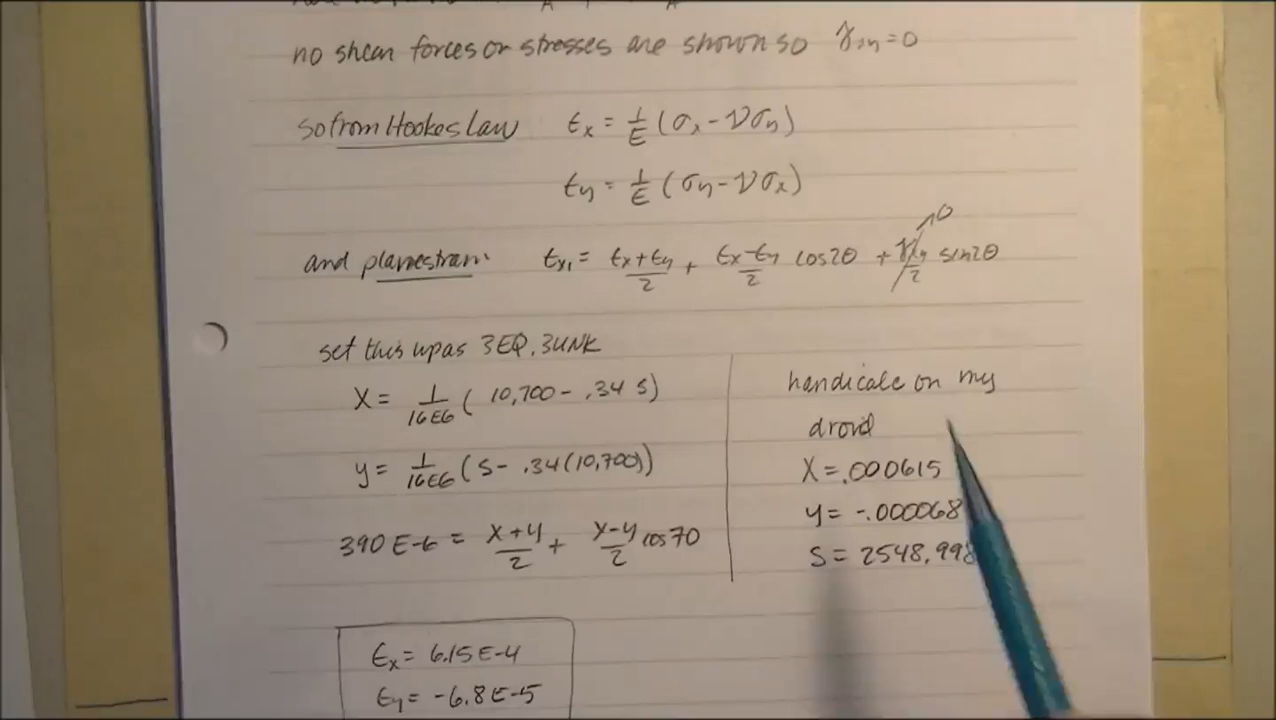 no shear forces or stresses are shown so γxy = 0
so from Hookes law εx = 1/E (σx - νσy)
εy = 1/E (σy - νσx)
and plane strain: εx1 = εx+εy/2 + εx-εy/2 cos2θ + γxy/2 sin2θ → 0
set this up as 3EQ, 3UNK
X = 1/16E6 ( 10,700 - .34 S)
y = 1/16E6 (S - .34(10,700))
390 E-6 = x+y/2 + x-y/2 cos70
handicalc on my
droid
X = .000615
y = -.000068
S = 2548.998
εx = 6.15E-4
εy = -6.8E-5